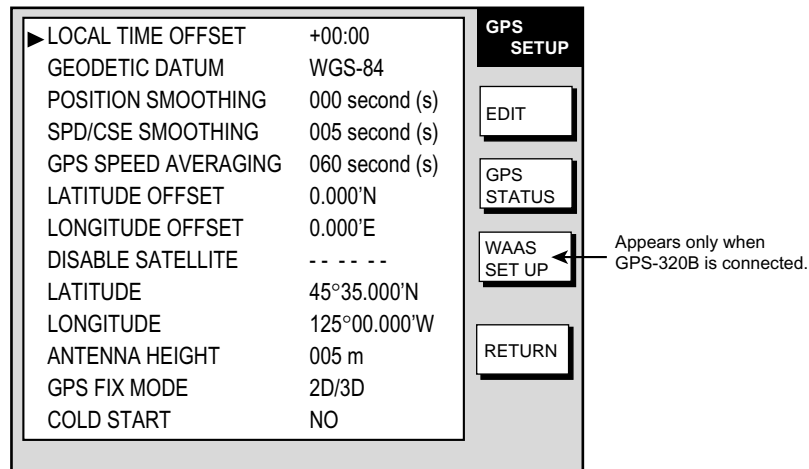 LOCAL TIME OFFSET +00:00
GEODETIC DATUM WGS-84
POSITION SMOOTHING 000 second (s)
SPD/CSE SMOOTHING 005 second (s)
GPS SPEED AVERAGING 060 second (s)
LATITUDE OFFSET 0.000’N
LONGITUDE OFFSET 0.000’E
DISABLE SATELLITE - - -- - -
LATITUDE 45°35.000’N
LONGITUDE 125°00.000’W
ANTENNA HEIGHT 005 m
GPS FIX MODE 2D/3D
COLD START NO
GPS
SETUP
EDIT
GPS
STATUS
WAAS
SET UP
RETURN
Appears only when
GPS-320B is connected.